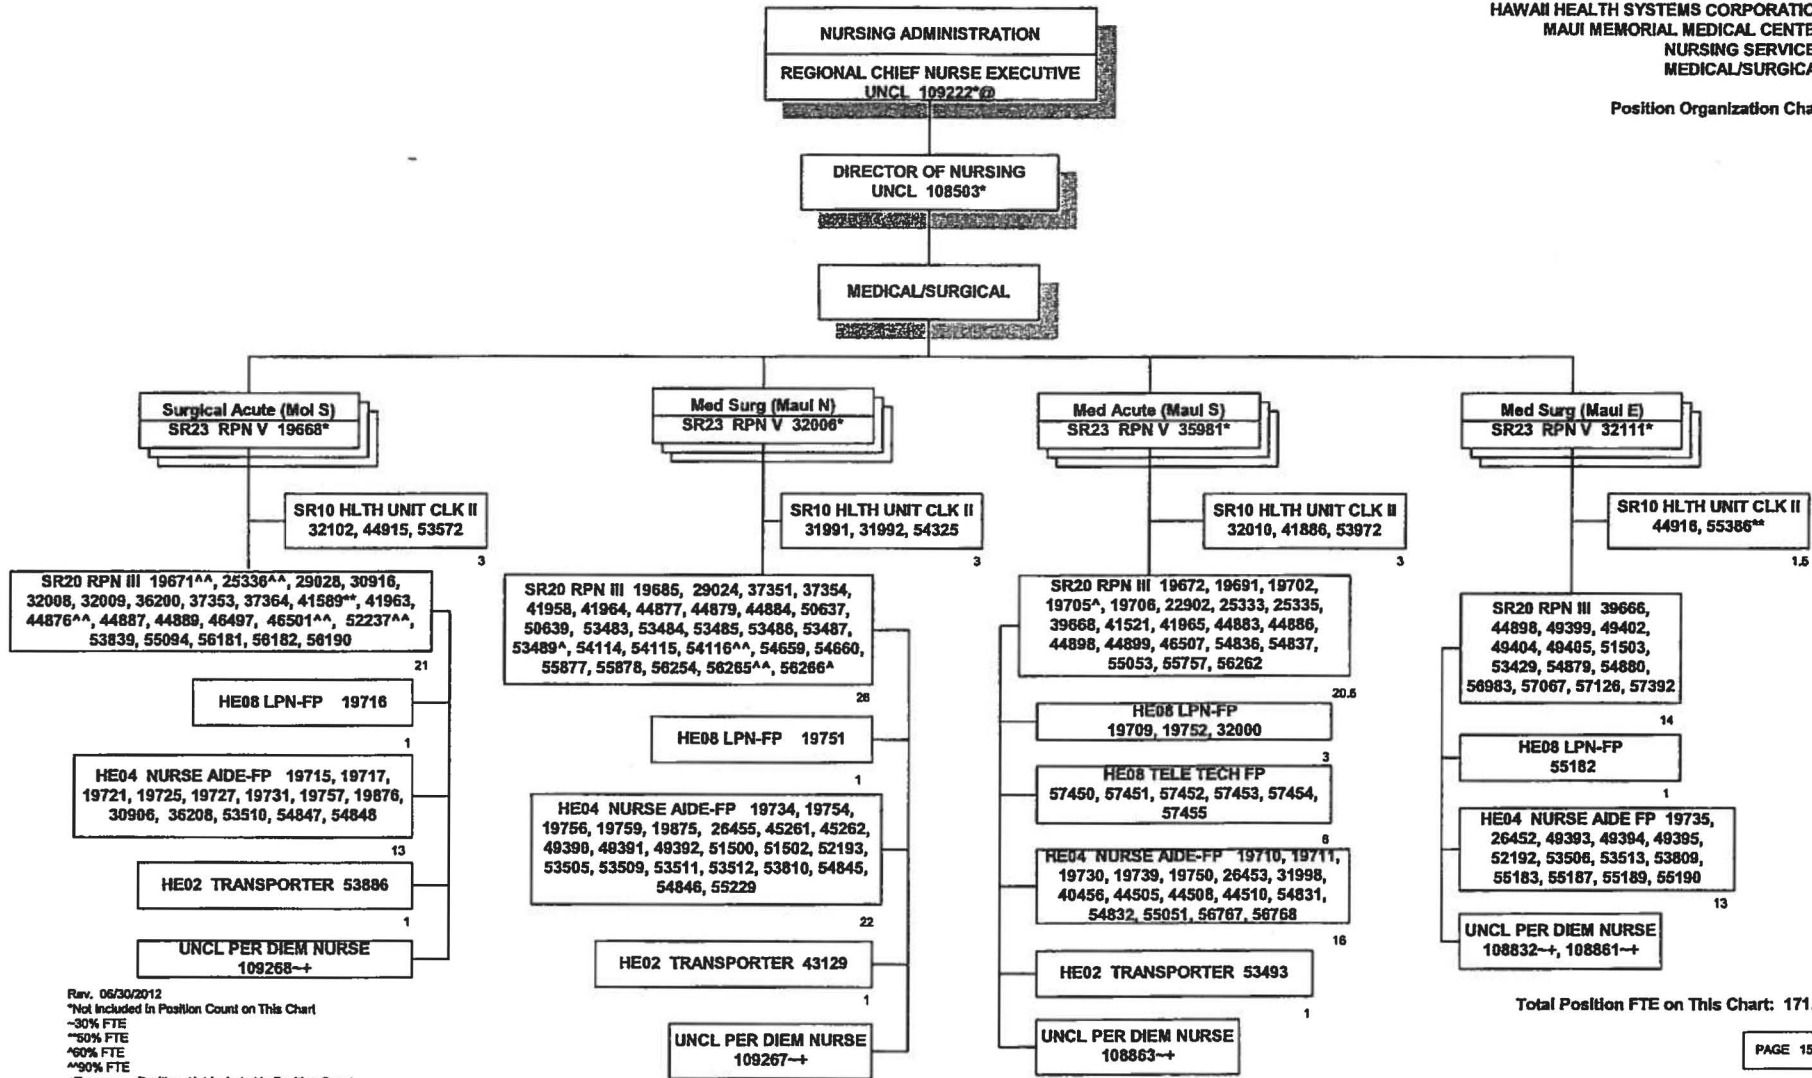 HAWAII HEALTH SYSTEMS CORPORATIO
MAUI MEMORIAL MEDICAL CENTE
NURSING SERVICE
MEDICAL/SURGICA
Position Organization Cha
NURSING ADMINISTRATION
REGIONAL CHIEF NURSE EXECUTIVE
UNCL 109222*@
DIRECTOR OF NURSING
UNCL 108503*
MEDICAL/SURGICAL
Surgical Acute (Mol S)
SR23 RPN V 19668*
SR10 HLTH UNIT CLK II
32102, 44915, 53572
3
SR20 RPN III 19671^^, 25336^^, 29028, 30916,
32008, 32009, 36200, 37353, 37364, 41589**, 41963,
44876^^, 44887, 44889, 46497, 46501^^, 52237^^,
53839, 55094, 56181, 56182, 56190
21
HE08 LPN-FP 19716
1
HE04 NURSE AIDE-FP 19715, 19717,
19721, 19725, 19727, 19731, 19757, 19876,
30906, 36208, 53510, 54847, 54848
13
HE02 TRANSPORTER 53886
1
UNCL PER DIEM NURSE
109268~+
Med Surg (Maui N)
SR23 RPN V 32006*
SR10 HLTH UNIT CLK II
31991, 31992, 54325
3
SR20 RPN III 19685, 29024, 37351, 37354,
41958, 41964, 44877, 44879, 44884, 50637,
50639, 53483, 53484, 53485, 53486, 53487,
53489^, 54114, 54115, 54116^^, 54659, 54660,
55877, 55878, 56254, 56265^^, 56266^
26
HE08 LPN-FP 19751
1
HE04 NURSE AIDE-FP 19734, 19754,
19756, 19759, 19875, 26455, 45261, 45262,
49390, 49391, 49392, 51500, 51502, 52193,
53505, 53509, 53511, 53512, 53810, 54845,
54846, 55229
22
HE02 TRANSPORTER 43129
1
UNCL PER DIEM NURSE
109267~+
Med Acute (Maui S)
SR23 RPN V 35981*
SR10 HLTH UNIT CLK II
32010, 41886, 53972
3
SR20 RPN III 19672, 19691, 19702,
19705^, 19706, 22902, 25333, 25335,
39668, 41521, 41965, 44883, 44886,
44898, 44899, 46507, 54836, 54837,
55053, 55757, 56262
20.5
HE08 LPN-FP
19709, 19752, 32000
3
HE08 TELE TECH FP
57450, 57451, 57452, 57453, 57454,
57455
6
HE04 NURSE AIDE-FP 19710, 19711,
19730, 19739, 19750, 26453, 31998,
40456, 44505, 44508, 44510, 54831,
54832, 55051, 56767, 56768
16
HE02 TRANSPORTER 53493
1
UNCL PER DIEM NURSE
108863~+
Med Surg (Maui E)
SR23 RPN V 32111*
SR10 HLTH UNIT CLK II
44916, 55386**
1.5
SR20 RPN III 39666,
44898, 49399, 49402,
49404, 49405, 51503,
53429, 54879, 54880,
56983, 57067, 57126, 57392
14
HE08 LPN-FP
55182
1
HE04 NURSE AIDE FP 19735,
26452, 49393, 49394, 49395,
52192, 53506, 53513, 53809,
55183, 55187, 55189, 55190
13
UNCL PER DIEM NURSE
108832~+, 108861~+
Rev. 06/30/2012
*Not Included in Position Count on This Chart
~30% FTE
**50% FTE
^60% FTE
^^90% FTE
Total Position FTE on This Chart: 171.
PAGE 15